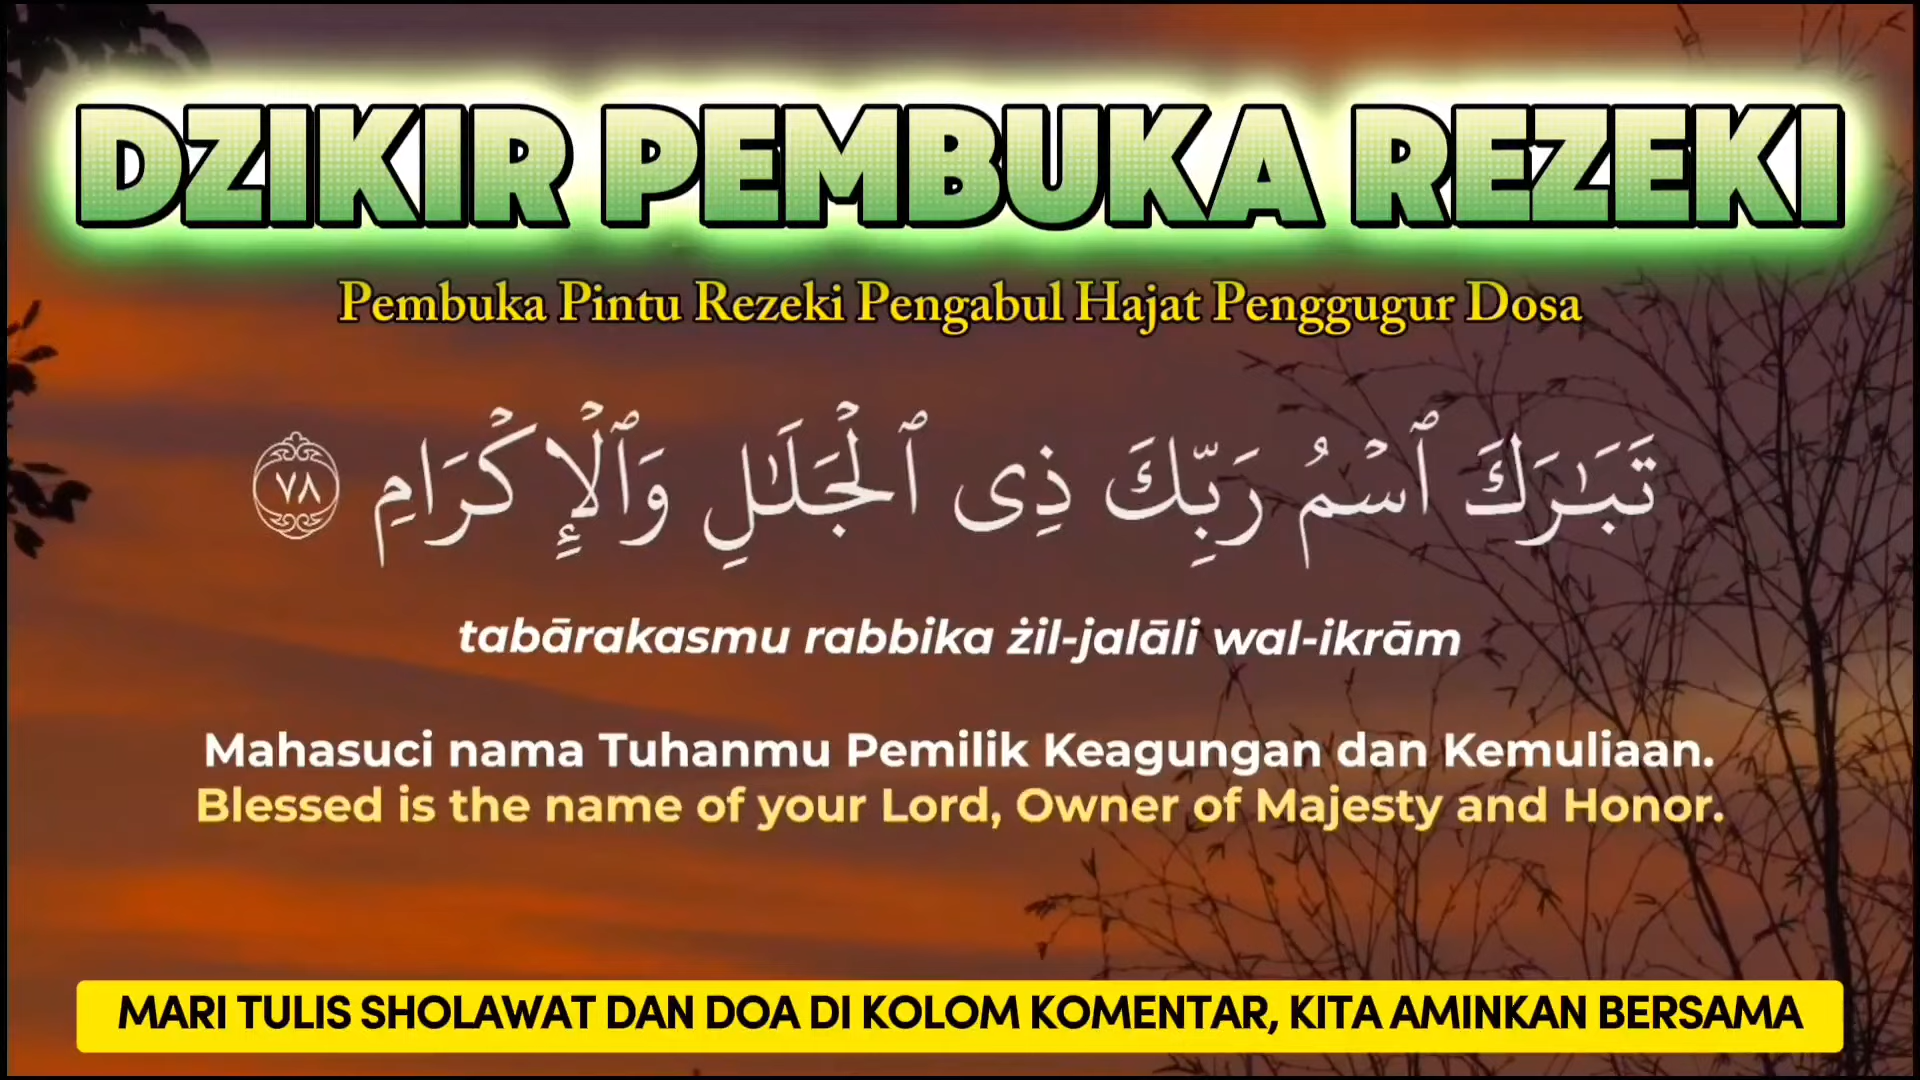 DZIKIR PEMBUKA REZEKI
Pembuka Pintu Rezeki Pengabul Hajat Penggugur Dosa
تَبَٰرَكَ ٱسْمُ رَبِّكَ ذِى ٱلْجَلَٰلِ وَٱلْإِكْرَامِ ٧٨
tabārakasmu rabbika żil-jalāli wal-ikrām
Mahasuci nama Tuhanmu Pemilik Keagungan dan Kemuliaan.
Blessed is the name of your Lord, Owner of Majesty and Honor.
MARI TULIS SHOLAWAT DAN DOA DI KOLOM KOMENTAR, KITA AMINKAN BERSAMA